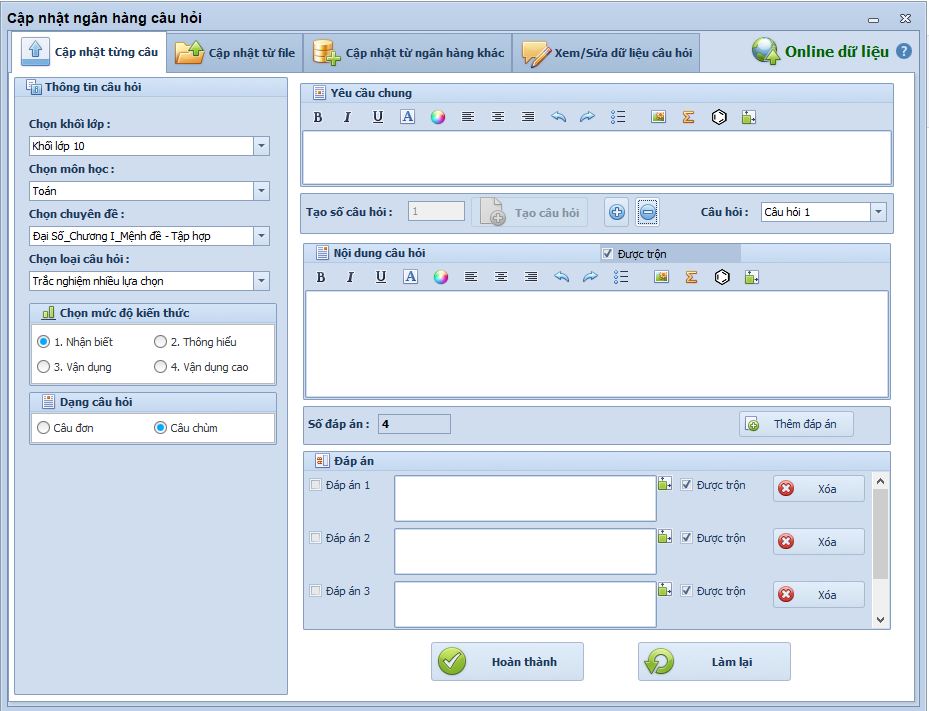 Cập nhật ngân hàng câu hỏi
Cập nhật từng câu
Cập nhật từ file
Cập nhật từ ngân hàng khác
Xem/Sửa dữ liệu câu hỏi
Online dữ liệu ?
Thông tin câu hỏi
Chọn khối lớp :
Khối lớp 10
Chọn môn học :
Toán
Chọn chuyên đề :
Đại Số_Chương I_Mệnh đề - Tập hợp
Chọn loại câu hỏi :
Trắc nghiệm nhiều lựa chọn
Chọn mức độ kiến thức
1. Nhận biết 2. Thông hiểu
3. Vận dụng 4. Vận dụng cao
Dạng câu hỏi
Câu đơn Câu chùm
Yêu cầu chung
B I U A Σ
Tạo số câu hỏi : 1 Tạo câu hỏi Câu hỏi : Câu hỏi 1
Nội dung câu hỏi Được trộn
B I U A Σ
Số đáp án : 4 Thêm đáp án
Đáp án
Đáp án 1 Được trộn Xóa
Đáp án 2 Được trộn Xóa
Đáp án 3 Được trộn Xóa
Hoàn thành Làm lại